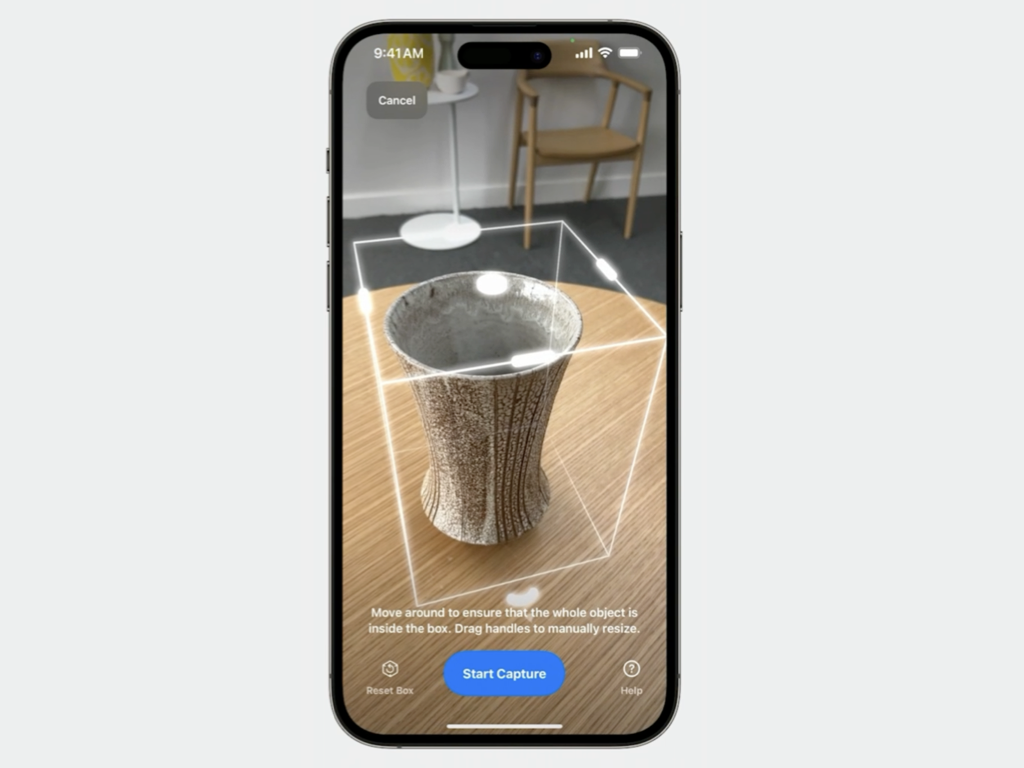 9:41AM
Cancel
Move around to ensure that the whole object is
inside the box. Drag handles to manually resize.
Start Capture
Reset Box
Help